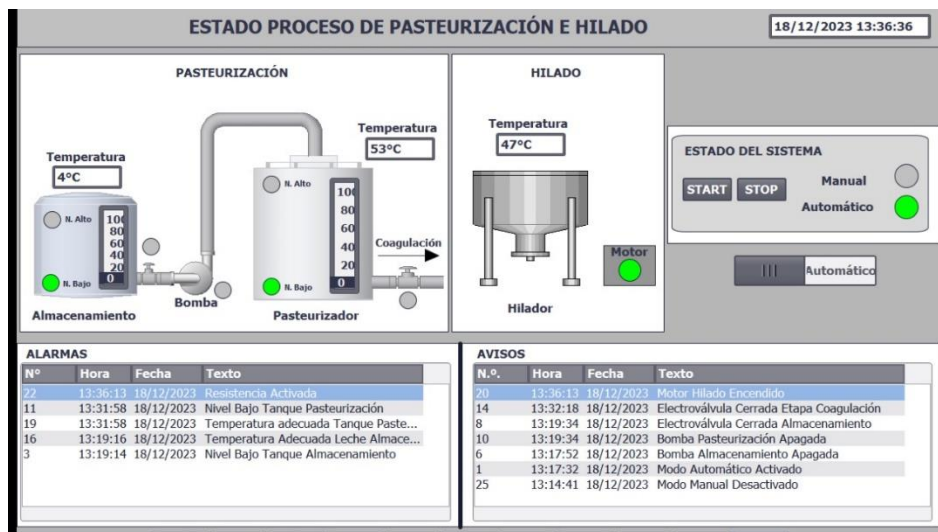 ESTADO PROCESO DE PASTEURIZACIÓN E HILADO
18/12/2023 13:36:36
PASTEURIZACIÓN
Temperatura
4°C
N. Alto
100
80
60
40
20
0
N. Bajo
Almacenamiento
Bomba
Temperatura
53°C
N. Alto
100
80
60
40
20
0
N. Bajo
Pasteurizador
Coagulación
HILADO
Temperatura
47°C
Motor
Hilador
ESTADO DEL SISTEMA
START STOP
Manual
Automático
Automático
ALARMAS
Nº Hora Fecha Texto
22 13:36:13 18/12/2023 Resistencia Activada
11 13:31:58 18/12/2023 Nivel Bajo Tanque Pasteurización
19 13:31:58 18/12/2023 Temperatura adecuada Tanque Paste...
16 13:19:16 18/12/2023 Temperatura Adecuada Leche Almace...
3 13:19:14 18/12/2023 Nivel Bajo Tanque Almacenamiento
AVISOS
N.º. Hora Fecha Texto
20 13:36:13 18/12/2023 Motor Hilado Encendido
14 13:32:18 18/12/2023 Electroválvula Cerrada Etapa Coagulación
8 13:19:34 18/12/2023 Electroválvula Cerrada Almacenamiento
10 13:19:34 18/12/2023 Bomba Pasteurización Apagada
6 13:17:52 18/12/2023 Bomba Almacenamiento Apagada
1 13:17:32 18/12/2023 Modo Automático Activado
25 13:14:41 18/12/2023 Modo Manual Desactivado